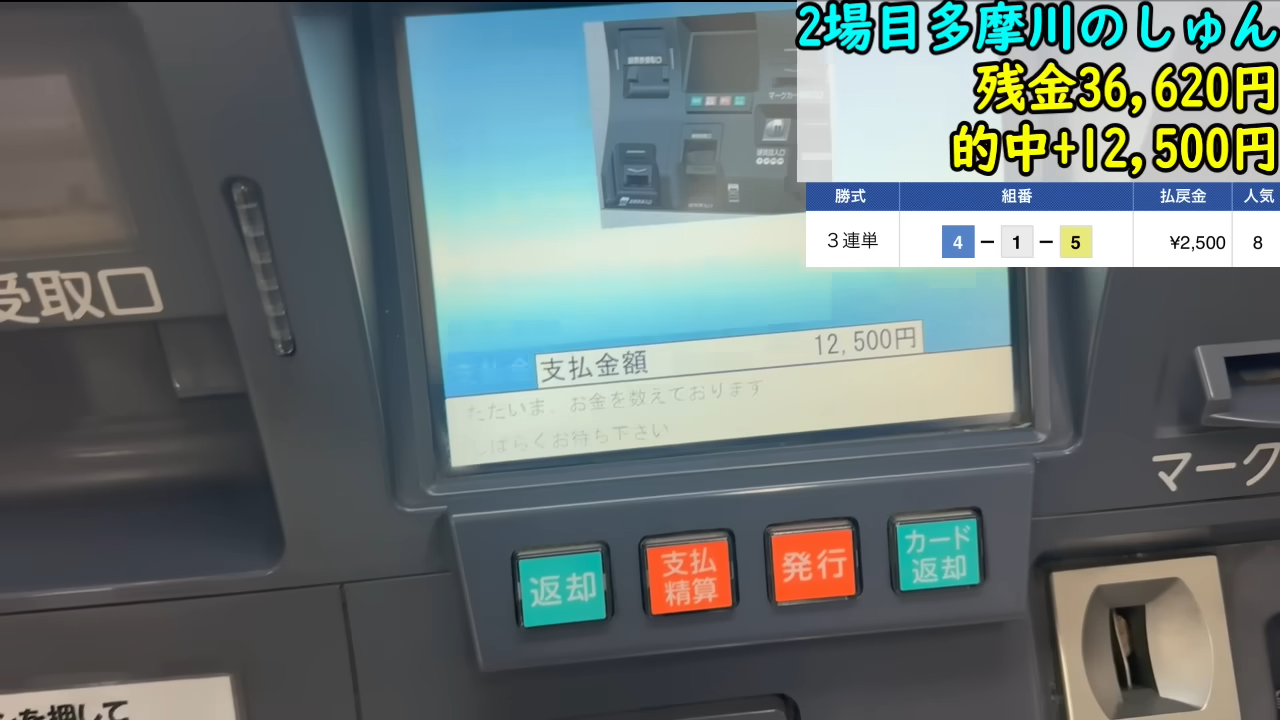 2場目多摩川のしゅん
残金36,620円
的中+12,500円
勝式 組番 払戻金 人気
3連単 4-1-5 ¥2,500 8
受取口
支払金額 12,500円
ただいま、お金を数えております
しばらくお待ち下さい
マーク
返却
支払
精算
発行
カード
返却
を押して